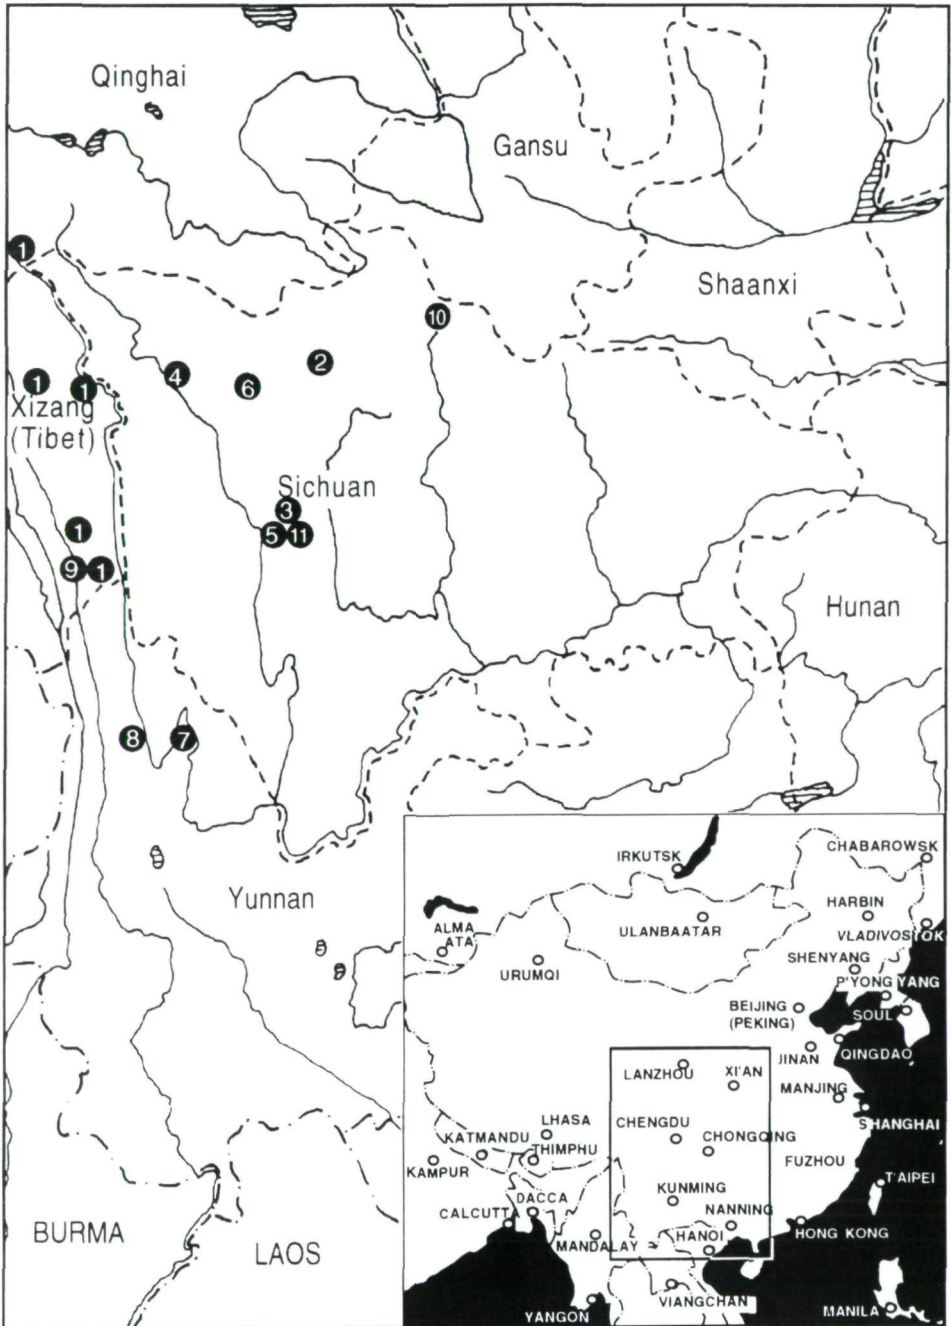 Qinghai
Gansu
1
Shaanxi
10
2
4
6
1
1
Xizang
(Tibet)
Sichuan
3
5
11
1
9
1
Hunan
8
7
Yunnan
BURMA
LAOS
CHABAROWSK
IRKUTSK
HARBIN
ULANBAATAR
VLADIVOSTOK
ALMA
ATA
SHENYANG
URUMQI
P'YONG YANG
BEIJING
(PEKING)
SOUL
JINAN
QINGDAO
LANZHOU
XI'AN
MANJING
SHANGHAI
LHASA
CHENGDU
CHONGQING
KATMANDU
THIMPHU
FUZHOU
KAMPUR
T'AIPEI
KUNMING
DACCA
NANNING
CALCUTTA
HONG KONG
HANOI
MANDALAY
VIANGCHAN
YANGON
MANILA